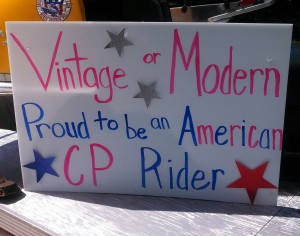 Vintage or Modern
Proud to be an American
CP Rider